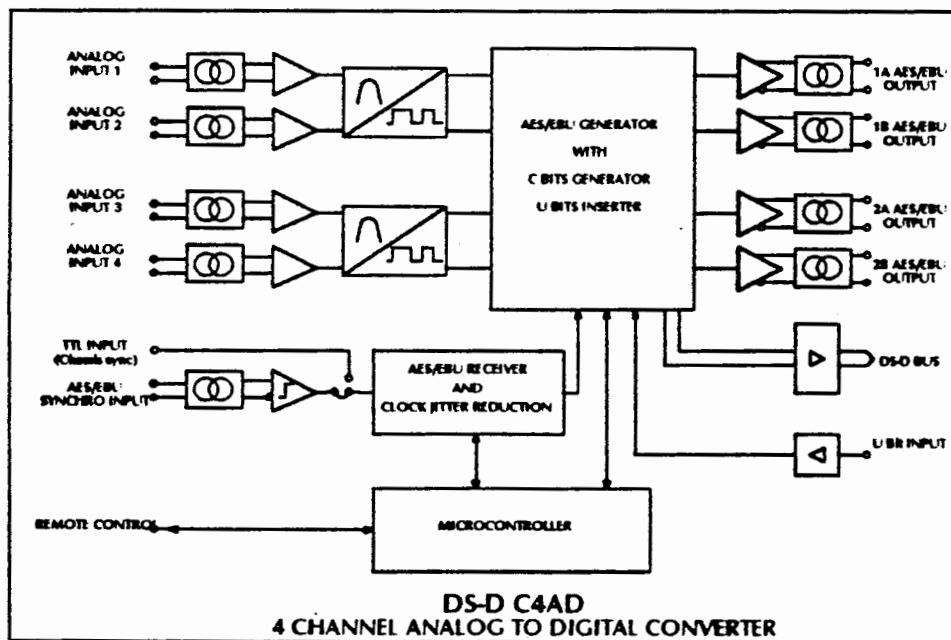 ANALOG
INPUT 1
ANALOG
INPUT 2
ANALOG
INPUT 3
ANALOG
INPUT 4
TTL INPUT
(Chassis sync)
AES/EBU
SYNCHRO INPUT
REMOTE CONTROL
AES/EBU GENERATOR
WITH
C BITS GENERATOR
U BITS INSERTER
AES/EBU RECEIVER
AND
CLOCK JITTER REDUCTION
MICROCONTROLLER
1A AES/EBU
OUTPUT
1B AES/EBU
OUTPUT
2A AES/EBU
OUTPUT
2B AES/EBU
OUTPUT
DS-D BUS
U BIT INPUT
DS-D C4AD
4 CHANNEL ANALOG TO DIGITAL CONVERTER